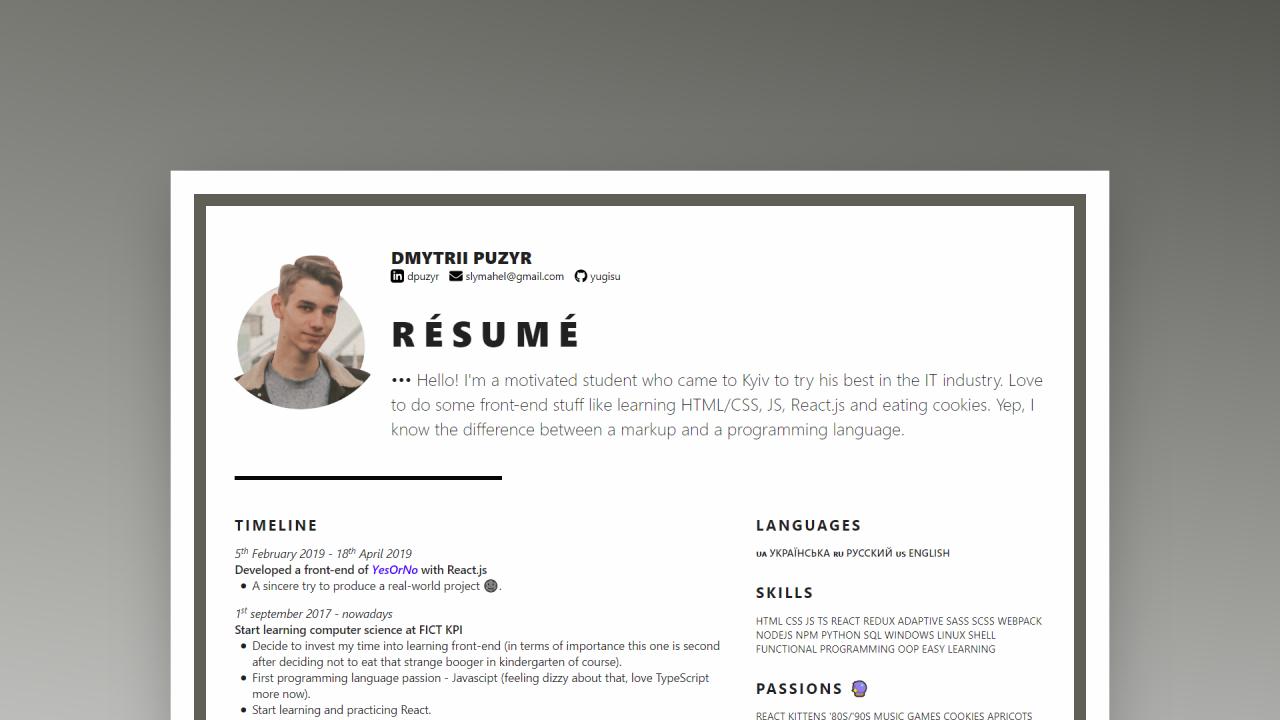 DMYTRII PUZYR
dpuzyr slymahel@gmail.com yugisu
RÉSUMÉ
••• Hello! I'm a motivated student who came to Kyiv to try his best in the IT industry. Love
to do some front-end stuff like learning HTML/CSS, JS, React.js and eating cookies. Yep, I
know the difference between a markup and a programming language.
TIMELINE
5th February 2019 - 18th April 2019
Developed a front-end of YesOrNo with React.js
• A sincere try to produce a real-world project 🌚.
1st september 2017 - nowadays
Start learning computer science at FICT KPI
• Decide to invest my time into learning front-end (in terms of importance this one is second
after deciding not to eat that strange booger in kindergarten of course).
• First programming language passion - Javascipt (feeling dizzy about that, love TypeScript
more now).
• Start learning and practicing React.
LANGUAGES
UA УКРАЇНСЬКА RU РУССКИЙ US ENGLISH
SKILLS
HTML CSS JS TS REACT REDUX ADAPTIVE SASS SCSS WEBPACK
NODEJS NPM PYTHON SQL WINDOWS LINUX SHELL
FUNCTIONAL PROGRAMMING OOP EASY LEARNING
PASSIONS 🔮
REACT KITTENS '80S/'90S MUSIC GAMES COOKIES APRICOTS